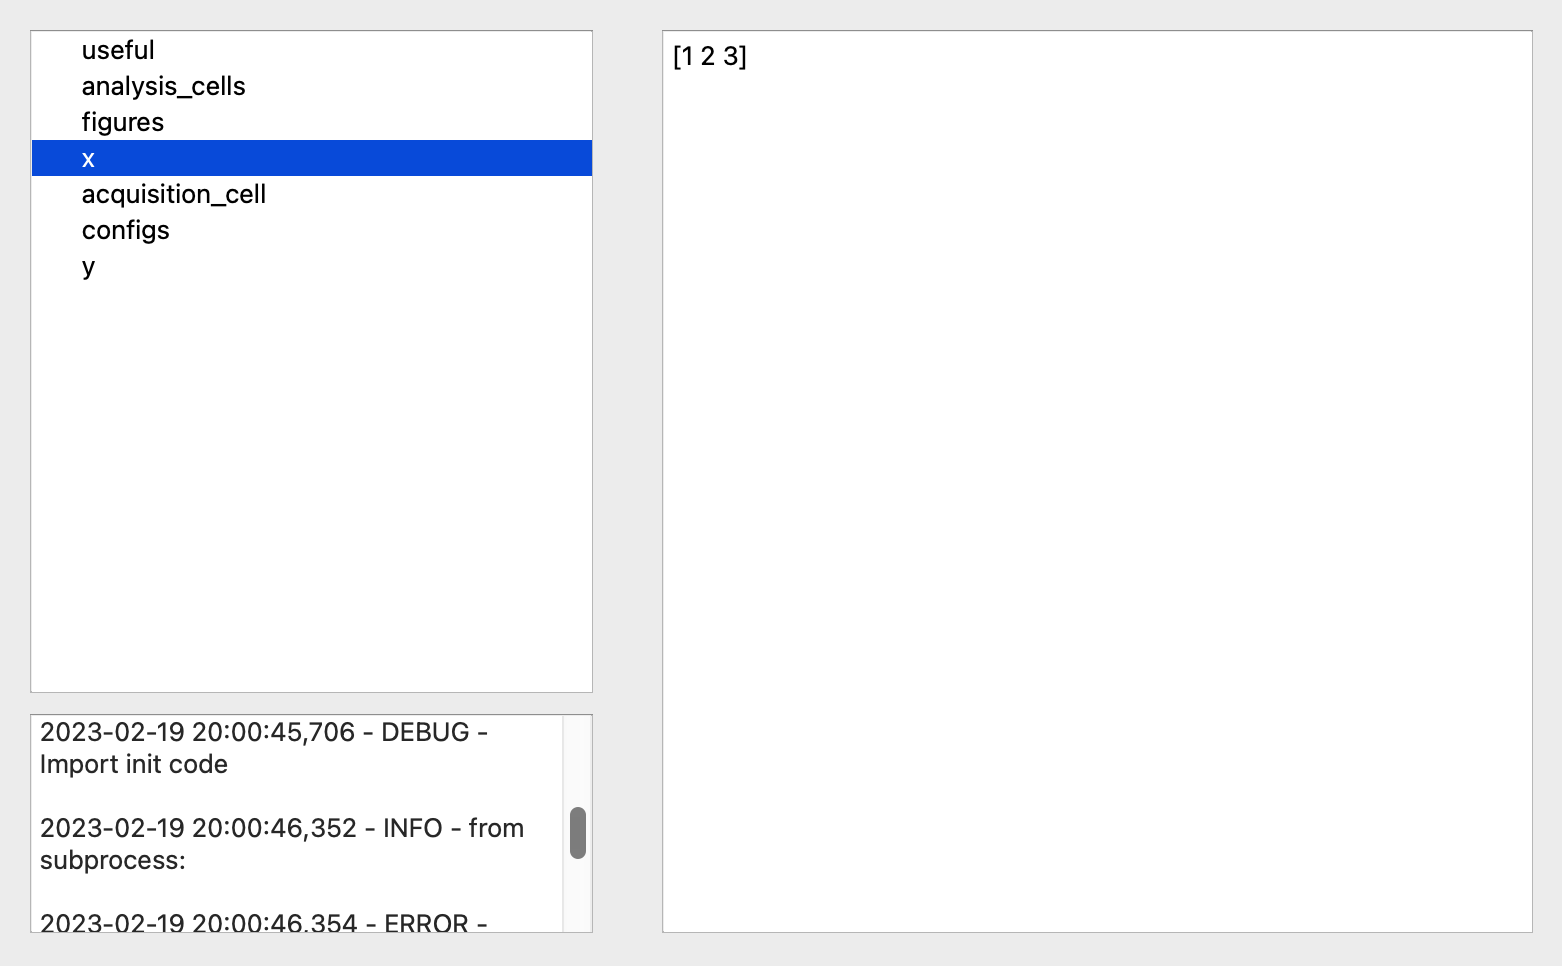 useful
analysis_cells
figures
x
acquisition_cell
configs
y
[1 2 3]
2023-02-19 20:00:45,706 - DEBUG -
Import init code
2023-02-19 20:00:46,352 - INFO - from
subprocess:
2023-02-19 20:00:46,354 - ERROR -